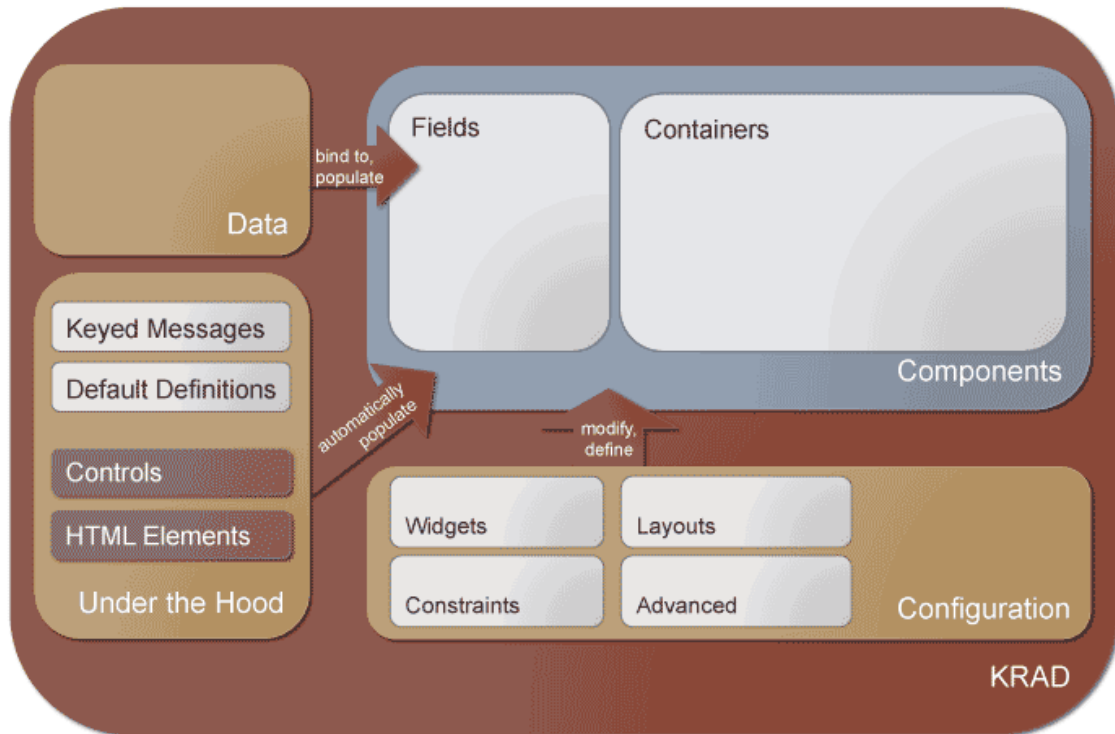 Data
bind to,
populate
Fields
Containers
Components
Keyed Messages
Default Definitions
Controls
HTML Elements
Under the Hood
automatically
populate
modify,
define
Widgets
Layouts
Constraints
Advanced
Configuration
KRAD